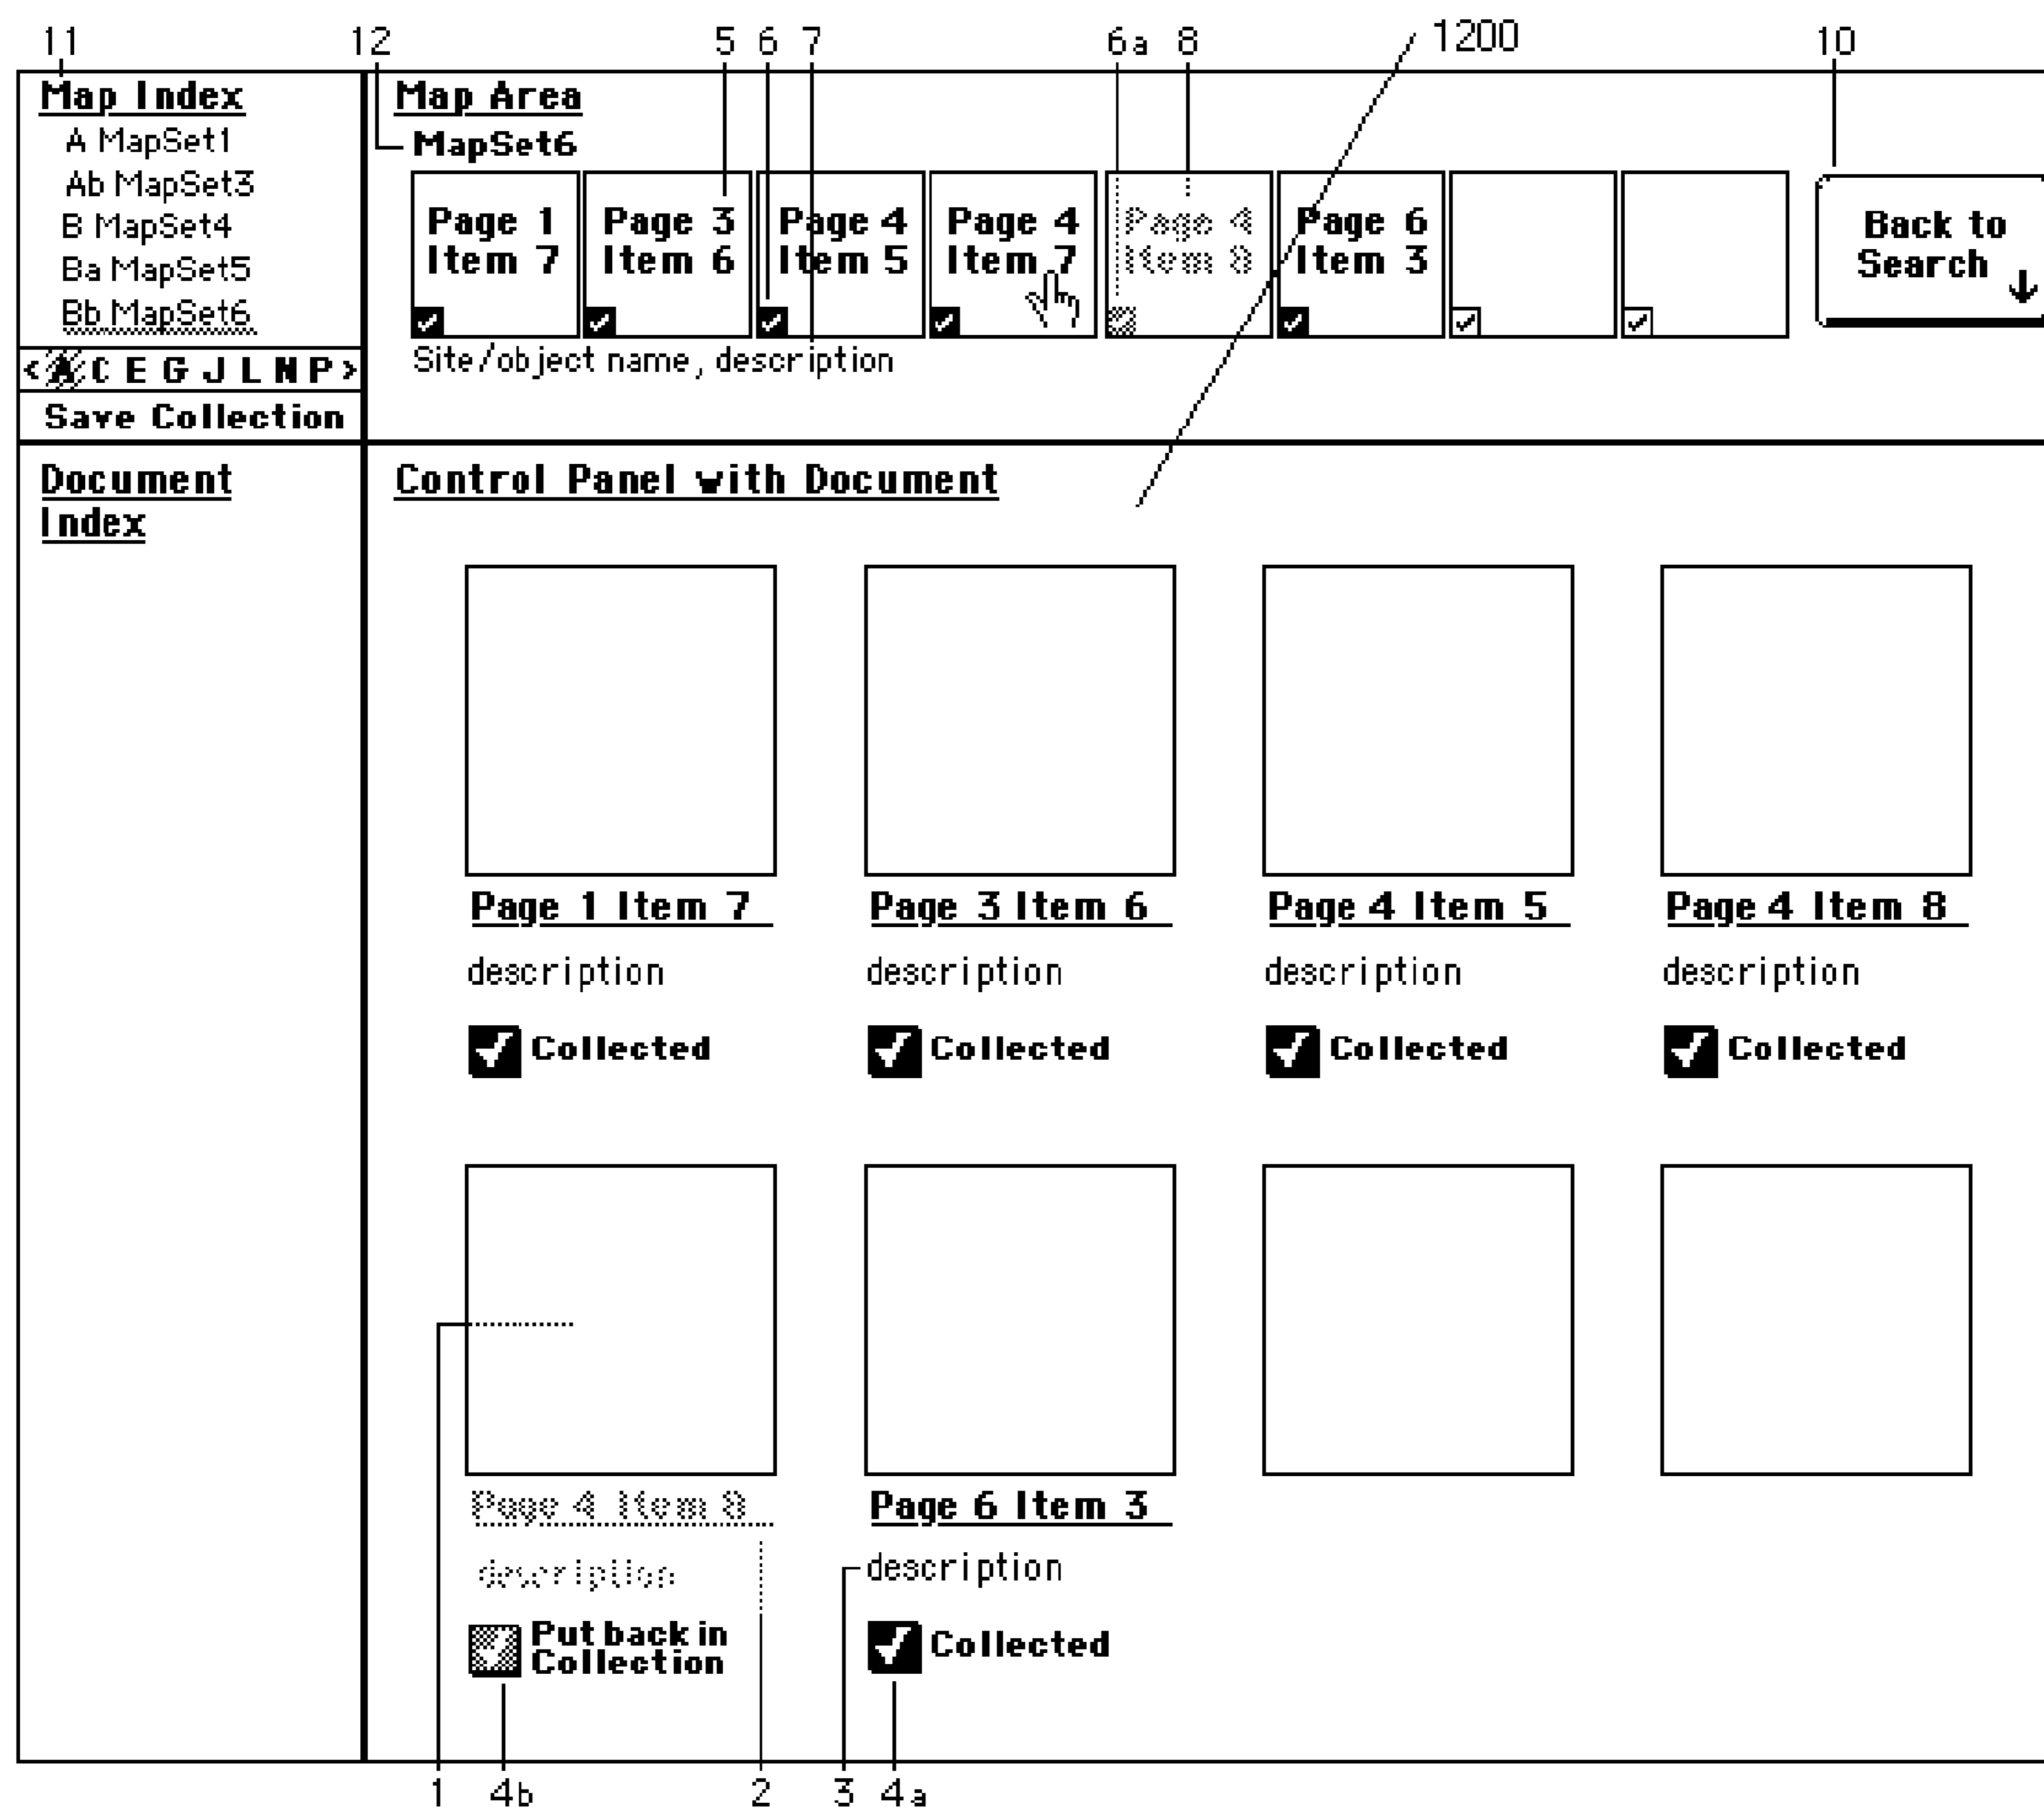 11 12 5 6 7 6a 8 1200 10
Map Index
A MapSet1
Ab MapSet3
B MapSet4
Ba MapSet5
Bb MapSet6
< A C E G J L N P >
Save Collection
Map Area
MapSet6
Page 1
Item 7
Page 3
Item 6
Page 4
Item 5
Page 4
Item 7
Page 4
Item 8
Page 6
Item 3
Back to
Search
Site/object name, description
Document
Index
Control Panel with Document
Page 1 Item 7
description
Collected
Page 3 Item 6
description
Collected
Page 4 Item 5
description
Collected
Page 4 Item 8
description
Collected
Page 4 Item 8
description
Put back in
Collection
Page 6 Item 3
description
Collected
1 4b 2 3 4a